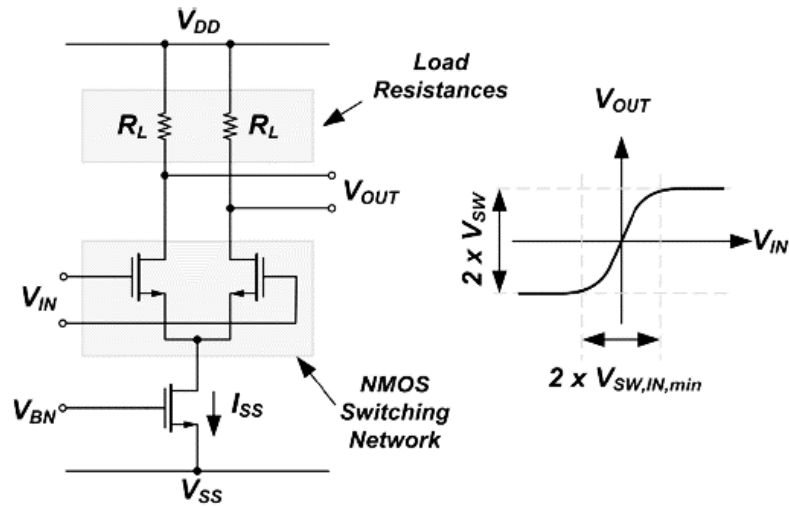 V_DD
Load
Resistances
R_L
R_L
V_OUT
V_IN
NMOS
Switching
Network
V_BN
I_SS
V_SS
V_OUT
V_IN
2 x V_SW
2 x V_SW,IN,min